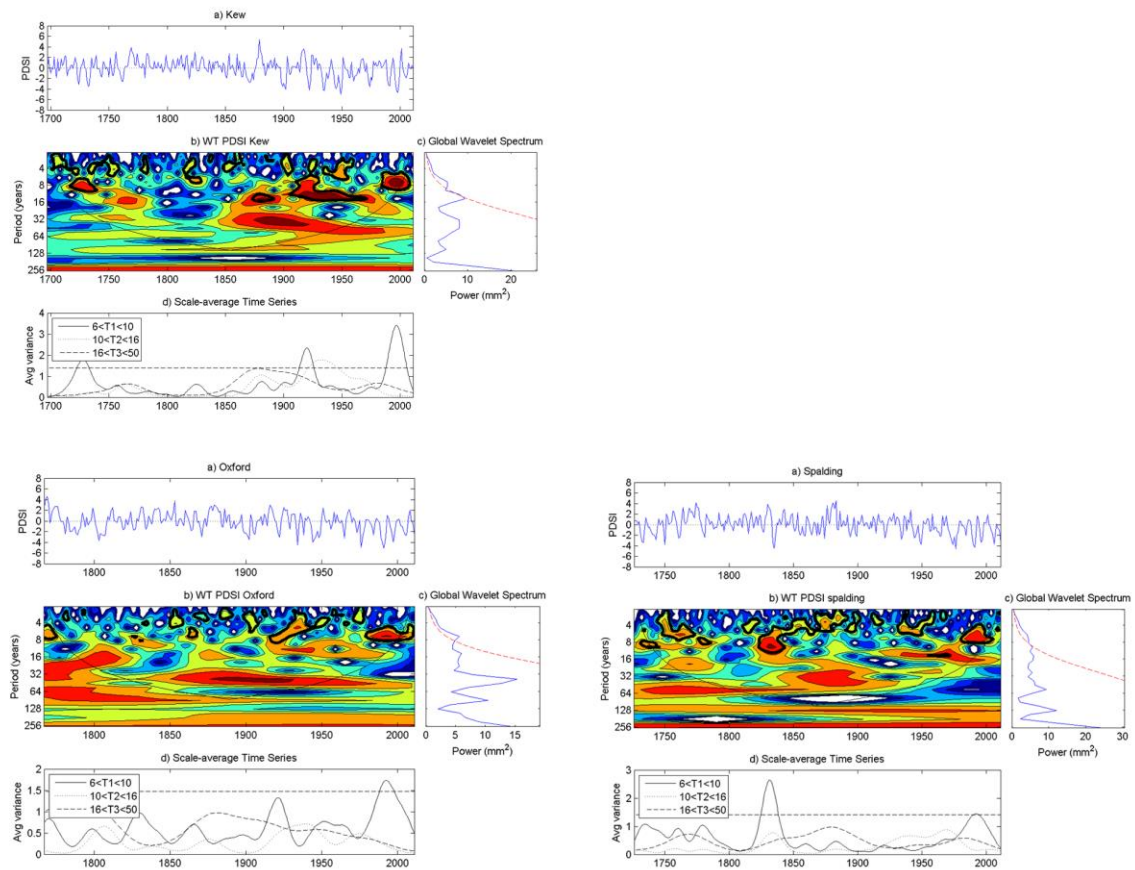 a) Kew
PDSI
8
6
4
2
0
-2
-4
-6
-8
1700 1750 1800 1850 1900 1950 2000
b) WT PDSI Kew
Period (years)
4
8
16
32
64
128
256
1700 1750 1800 1850 1900 1950 2000
c) Global Wavelet Spectrum
0 10 20
Power (mm²)
d) Scale-average Time Series
Avg variance
4
3
2
1
0
6<T1<10
10<T2<16
16<T3<50
1700 1750 1800 1850 1900 1950 2000
a) Oxford
PDSI
8
6
4
2
0
-2
-4
-6
-8
1800 1850 1900 1950 2000
b) WT PDSI Oxford
Period (years)
4
8
16
32
64
128
256
1800 1850 1900 1950 2000
c) Global Wavelet Spectrum
0 5 10 15
Power (mm²)
d) Scale-average Time Series
Avg variance
2
1.5
1
0.5
0
6<T1<10
10<T2<16
16<T3<50
1800 1850 1900 1950 2000
a) Spalding
PDSI
8
6
4
2
0
-2
-4
-6
-8
1750 1800 1850 1900 1950 2000
b) WT PDSI spalding
Period (years)
4
8
16
32
64
128
256
1750 1800 1850 1900 1950 2000
c) Global Wavelet Spectrum
0 10 20 30
Power (mm²)
d) Scale-average Time Series
Avg variance
3
2
1
0
6<T1<10
10<T2<16
16<T3<50
1750 1800 1850 1900 1950 2000